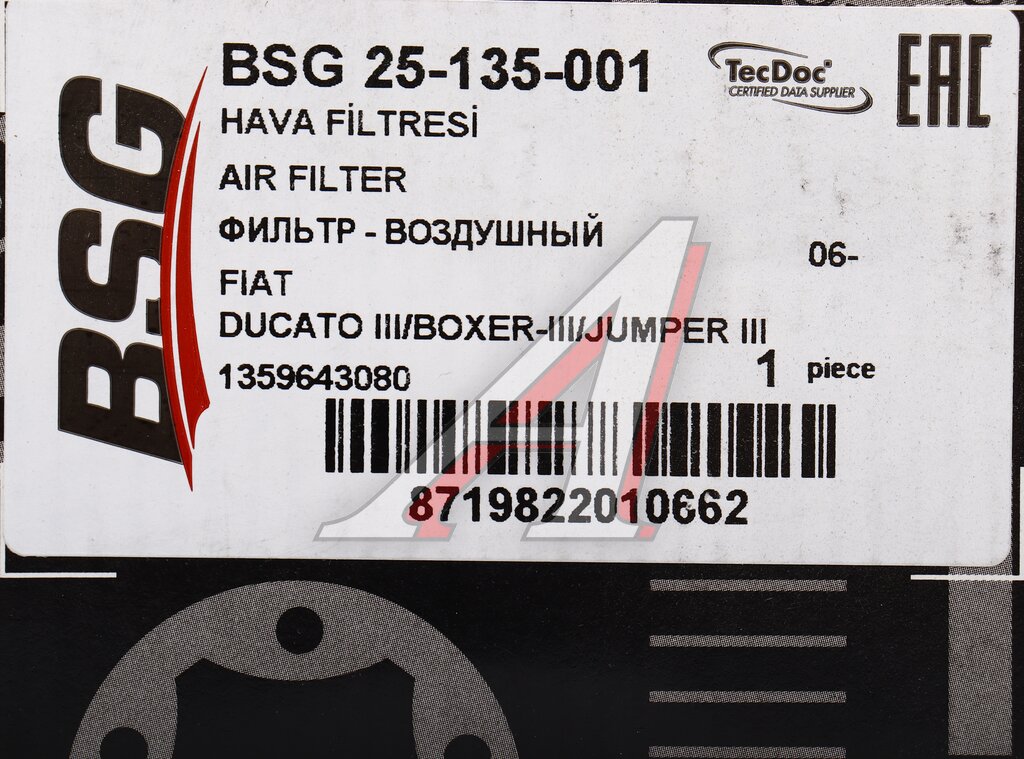 BSG
BSG 25-135-001
TecDoc
CERTIFIED DATA SUPPLIER
EAC
HAVA FİLTRESİ
AIR FILTER
ФИЛЬТР - ВОЗДУШНЫЙ
06-
FIAT
DUCATO III/BOXER-III/JUMPER III
1359643080
1 piece
8719822010662